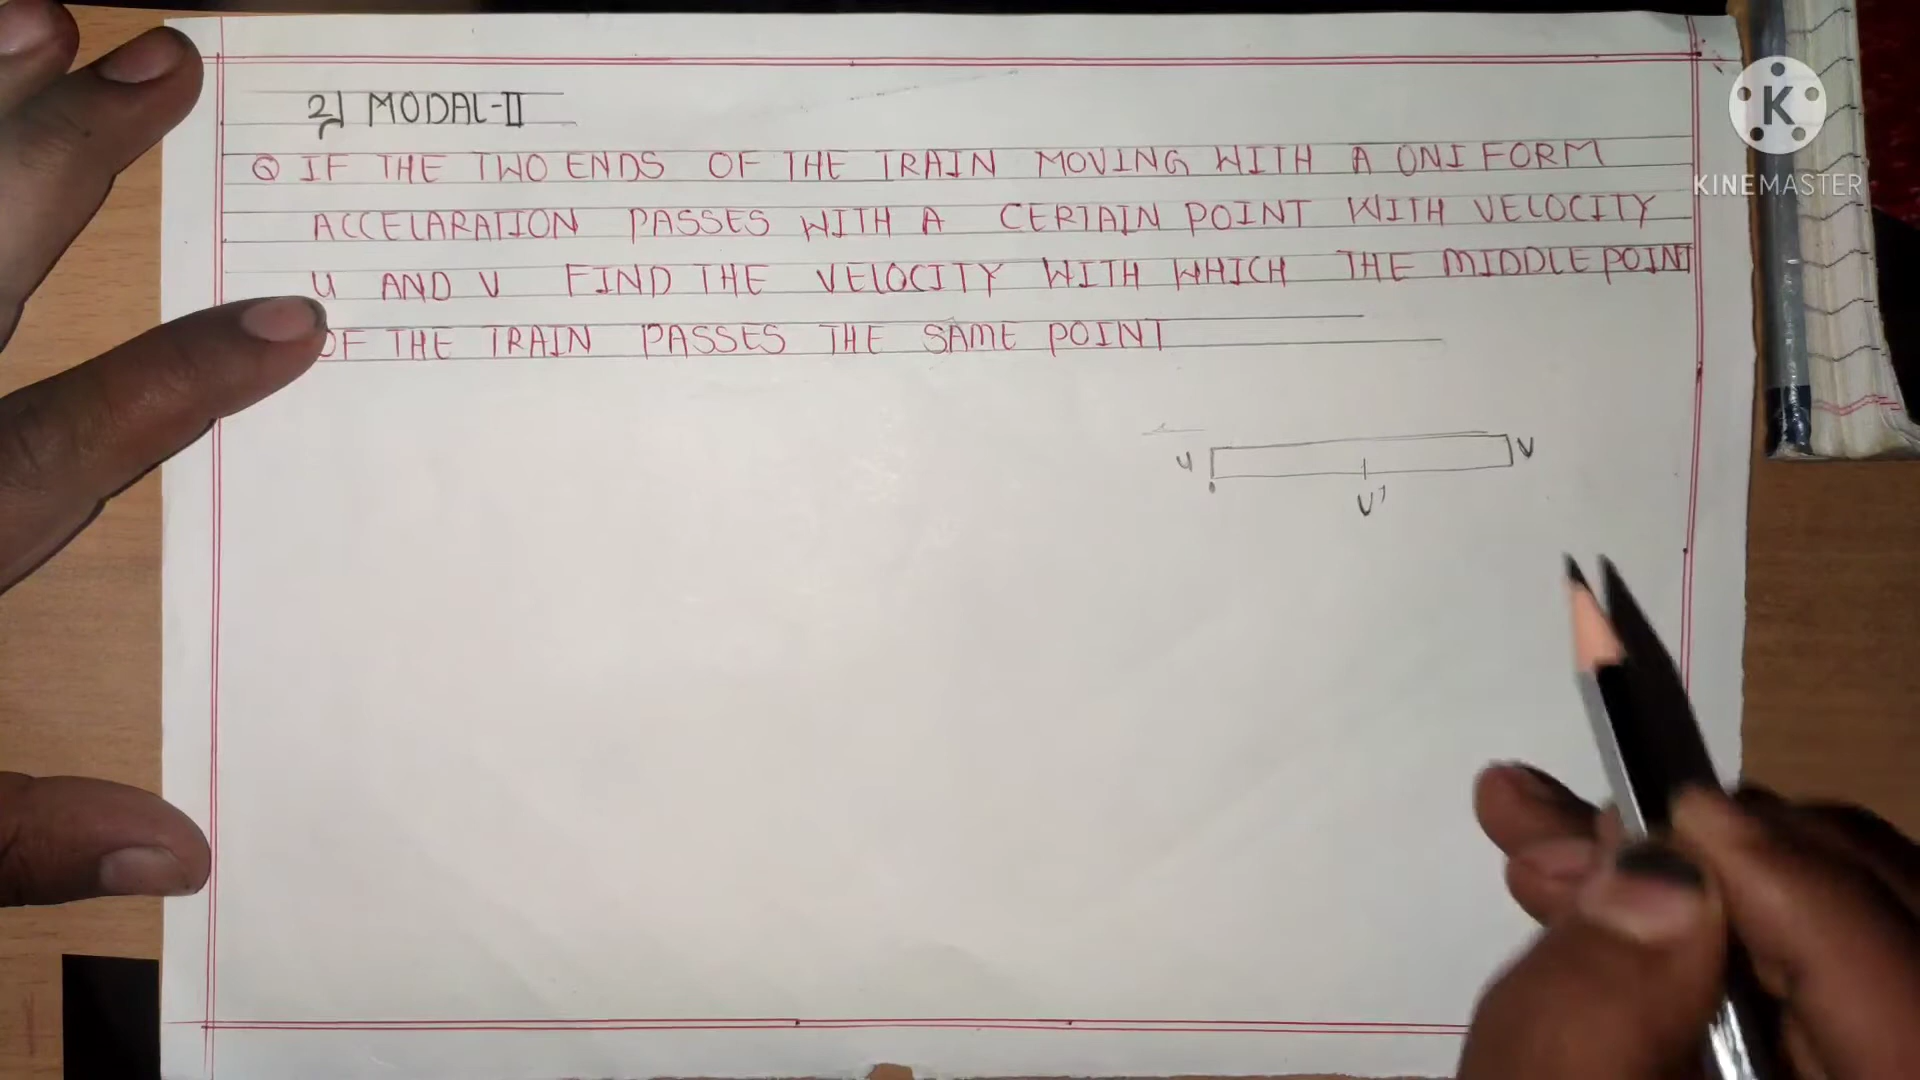 2) MODAL-II
Q IF THE TWO ENDS OF THE TRAIN MOVING WITH A ONIFORM
ACCELARATION PASSES WITH A CERTAIN POINT WITH VELOCITY
U AND V FIND THE VELOCITY WITH WHICH THE MIDDLE POINT
OF THE TRAIN PASSES THE SAME POINT
u V
V'
K
KINEMASTER